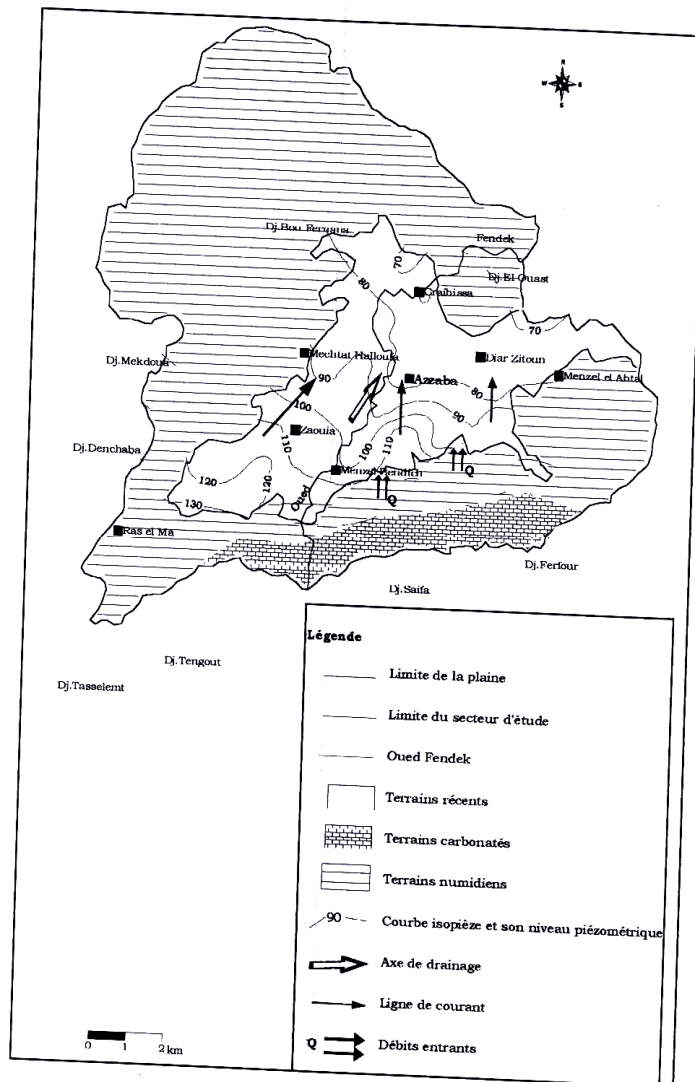 N
W E
S
Dj.Bou
Fendek
70
Dj.El Ouast
80
Graibissa
70
Mechtat Halloufa
Diar Zitoun
Dj.Mekdoua
90
Azzaba
Menzel el Abtal
80
100
90
Zaouia
110
100
110
Dj.Denchaba
120
120
Menzel Bendich
Q
130
Oued
Q
Ras el Ma
Dj.Ferfour
Dj.Saifa
Légende
Dj.Tengout
Limite de la plaine
Dj.Tasselemt
Limite du secteur d'étude
Oued Fendek
Terrains récents
Terrains carbonatés
Terrains numidiens
90 Courbe isopièze et son niveau piézométrique
Axe de drainage
Ligne de courant
Q Débits entrants
0 1 2 km